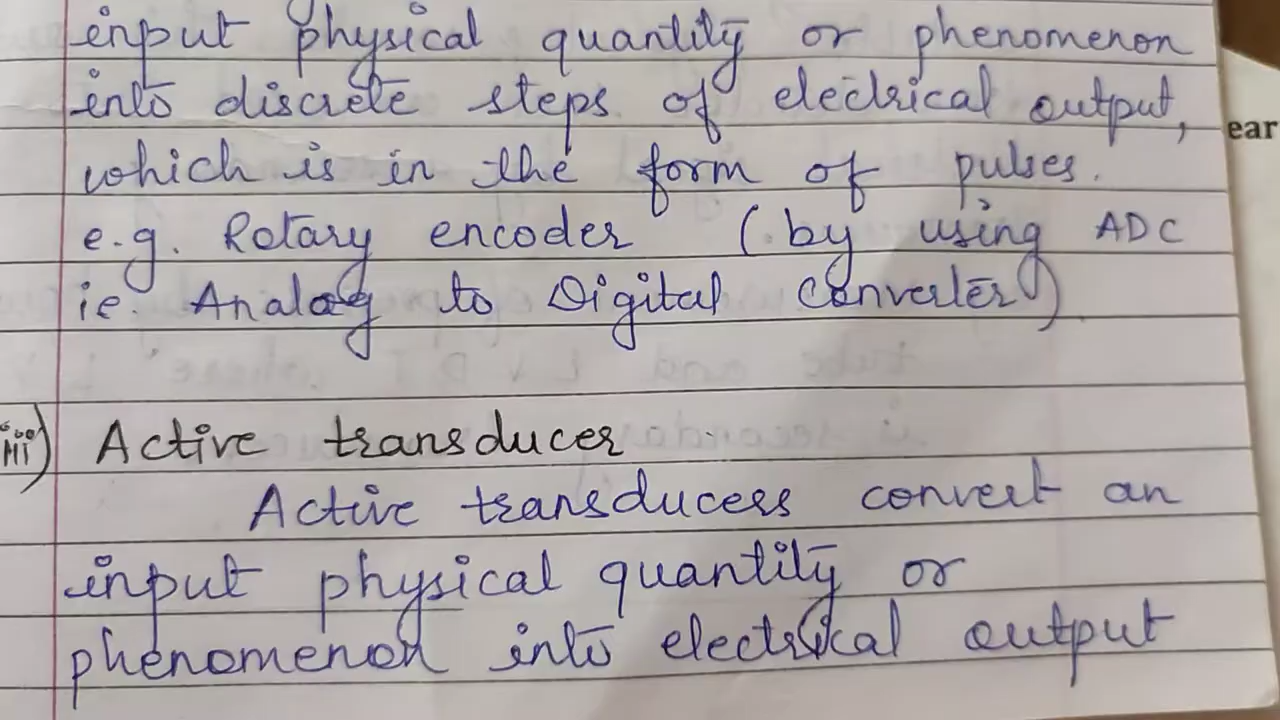 input physical quantity or phenomenon
into discrete steps of electrical output,
which is in the form of pulses.
e.g. Rotary encoder (by using ADC
ie. Analog to Digital Converter)
iii) Active transducer
Active transducers convert an
input physical quantity or
phenomenon into electrical output
ear